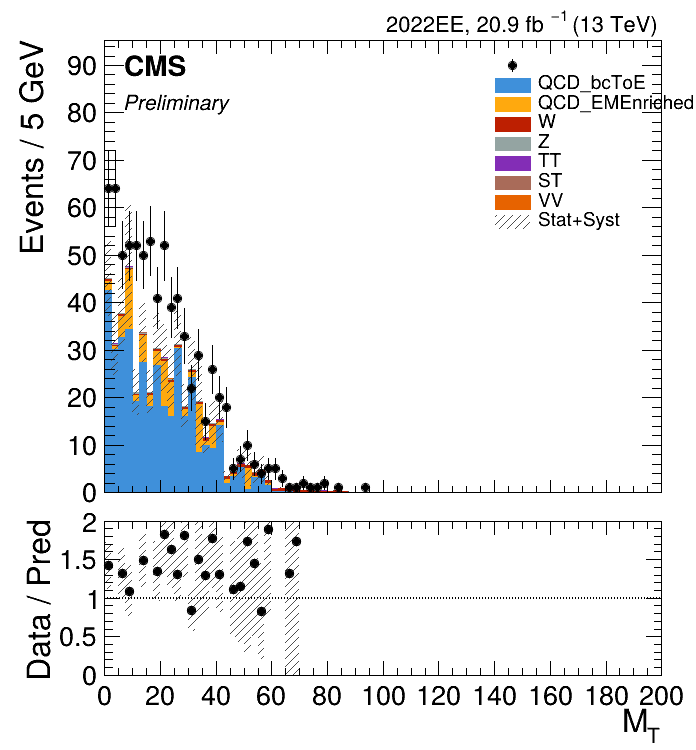 2022EE, 20.9 fb⁻¹ (13 TeV)
CMS
Preliminary
QCD_bcToE
QCD_EMEnriehed
W
Z
TT
ST
VV
Stat+Syst
Events / 5 GeV
90
80
70
60
50
40
30
20
10
0
Data / Pred
2
1.5
1
0.5
0
0 20 40 60 80 100 120 140 160 180 200
M_T